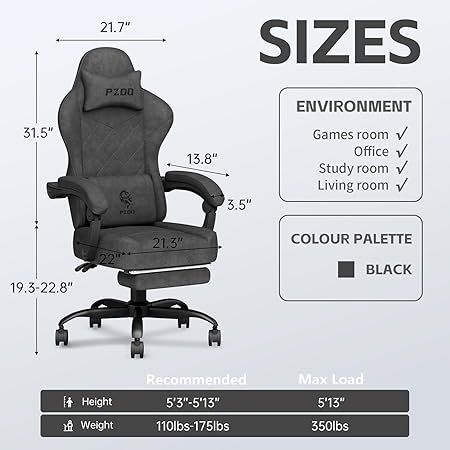 21.7"
SIZES
PZDO
31.5"
13.8"
3.5"
PZDO
22"
21.3"
19.3-22.8"
ENVIRONMENT
Games room ✓
Office ✓
Study room ✓
Living room ✓
COLOUR PALETTE
BLACK
Recommended Max Load
Height 5'3"-5'13" 5'13"
Weight 110lbs-175lbs 350lbs